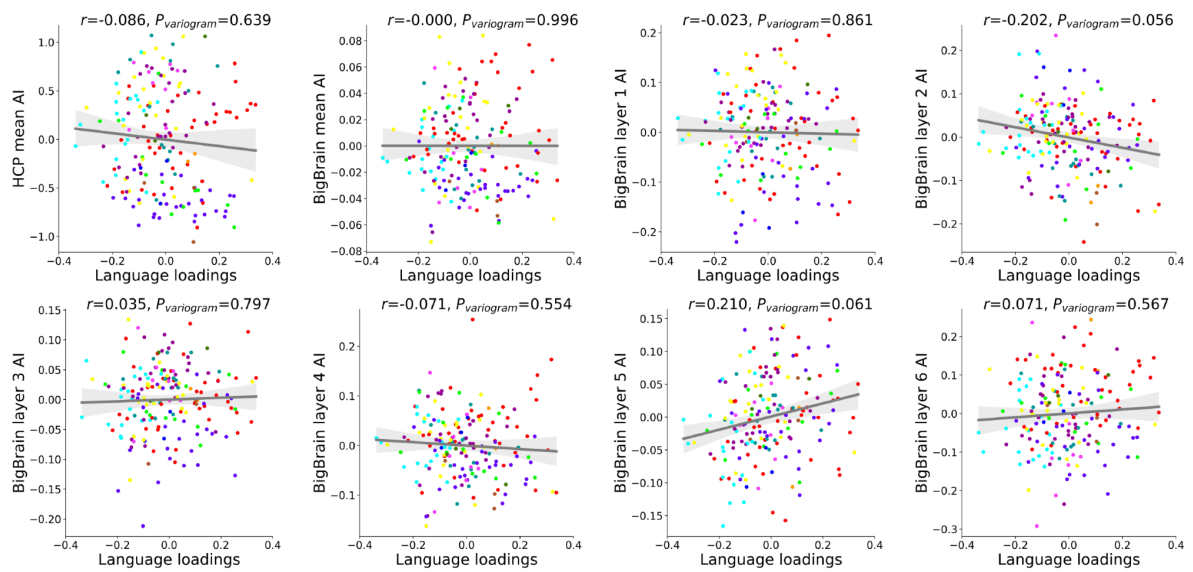 r=-0.086, Pvariogram=0.639
HCP mean AI
1.0
0.5
0.0
−0.5
−1.0
−0.4 −0.2 0.0 0.2 0.4
Language loadings
r=-0.000, Pvariogram=0.996
BigBrain mean AI
0.08
0.06
0.04
0.02
0.00
−0.02
−0.04
−0.06
−0.08
−0.4 −0.2 0.0 0.2 0.4
Language loadings
r=-0.023, Pvariogram=0.861
BigBrain layer 1 AI
0.2
0.1
0.0
−0.1
−0.2
−0.4 −0.2 0.0 0.2 0.4
Language loadings
r=-0.202, Pvariogram=0.056
BigBrain layer 2 AI
0.2
0.1
0.0
−0.1
−0.2
−0.4 −0.2 0.0 0.2 0.4
Language loadings
r=0.035, Pvariogram=0.797
BigBrain layer 3 AI
0.15
0.10
0.05
0.00
−0.05
−0.10
−0.15
−0.20
−0.4 −0.2 0.0 0.2 0.4
Language loadings
r=-0.071, Pvariogram=0.554
BigBrain layer 4 AI
0.2
0.1
0.0
−0.1
−0.4 −0.2 0.0 0.2 0.4
Language loadings
r=0.210, Pvariogram=0.061
BigBrain layer 5 AI
0.15
0.10
0.05
0.00
−0.05
−0.10
−0.15
−0.4 −0.2 0.0 0.2 0.4
Language loadings
r=0.071, Pvariogram=0.567
BigBrain layer 6 AI
0.2
0.1
0.0
−0.1
−0.2
−0.3
−0.4 −0.2 0.0 0.2 0.4
Language loadings